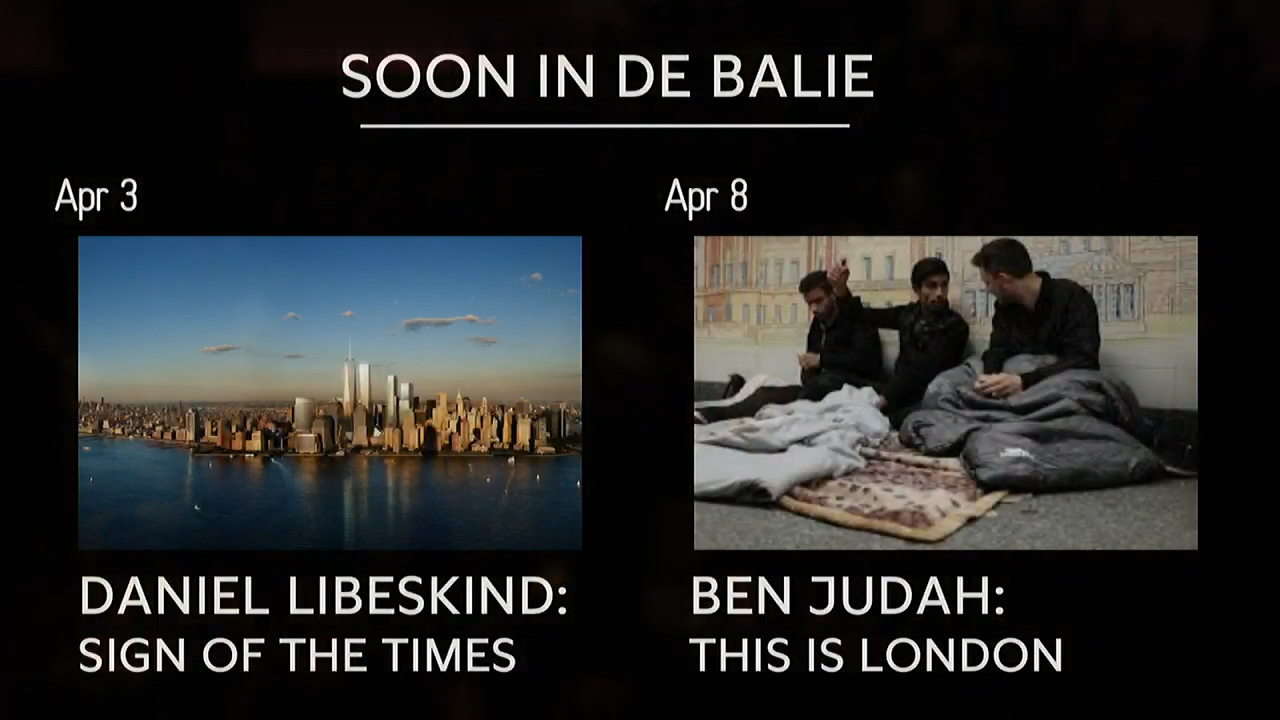 SOON IN DE BALIE
Apr 3
Apr 8
DANIEL LIBESKIND:
SIGN OF THE TIMES
BEN JUDAH:
THIS IS LONDON